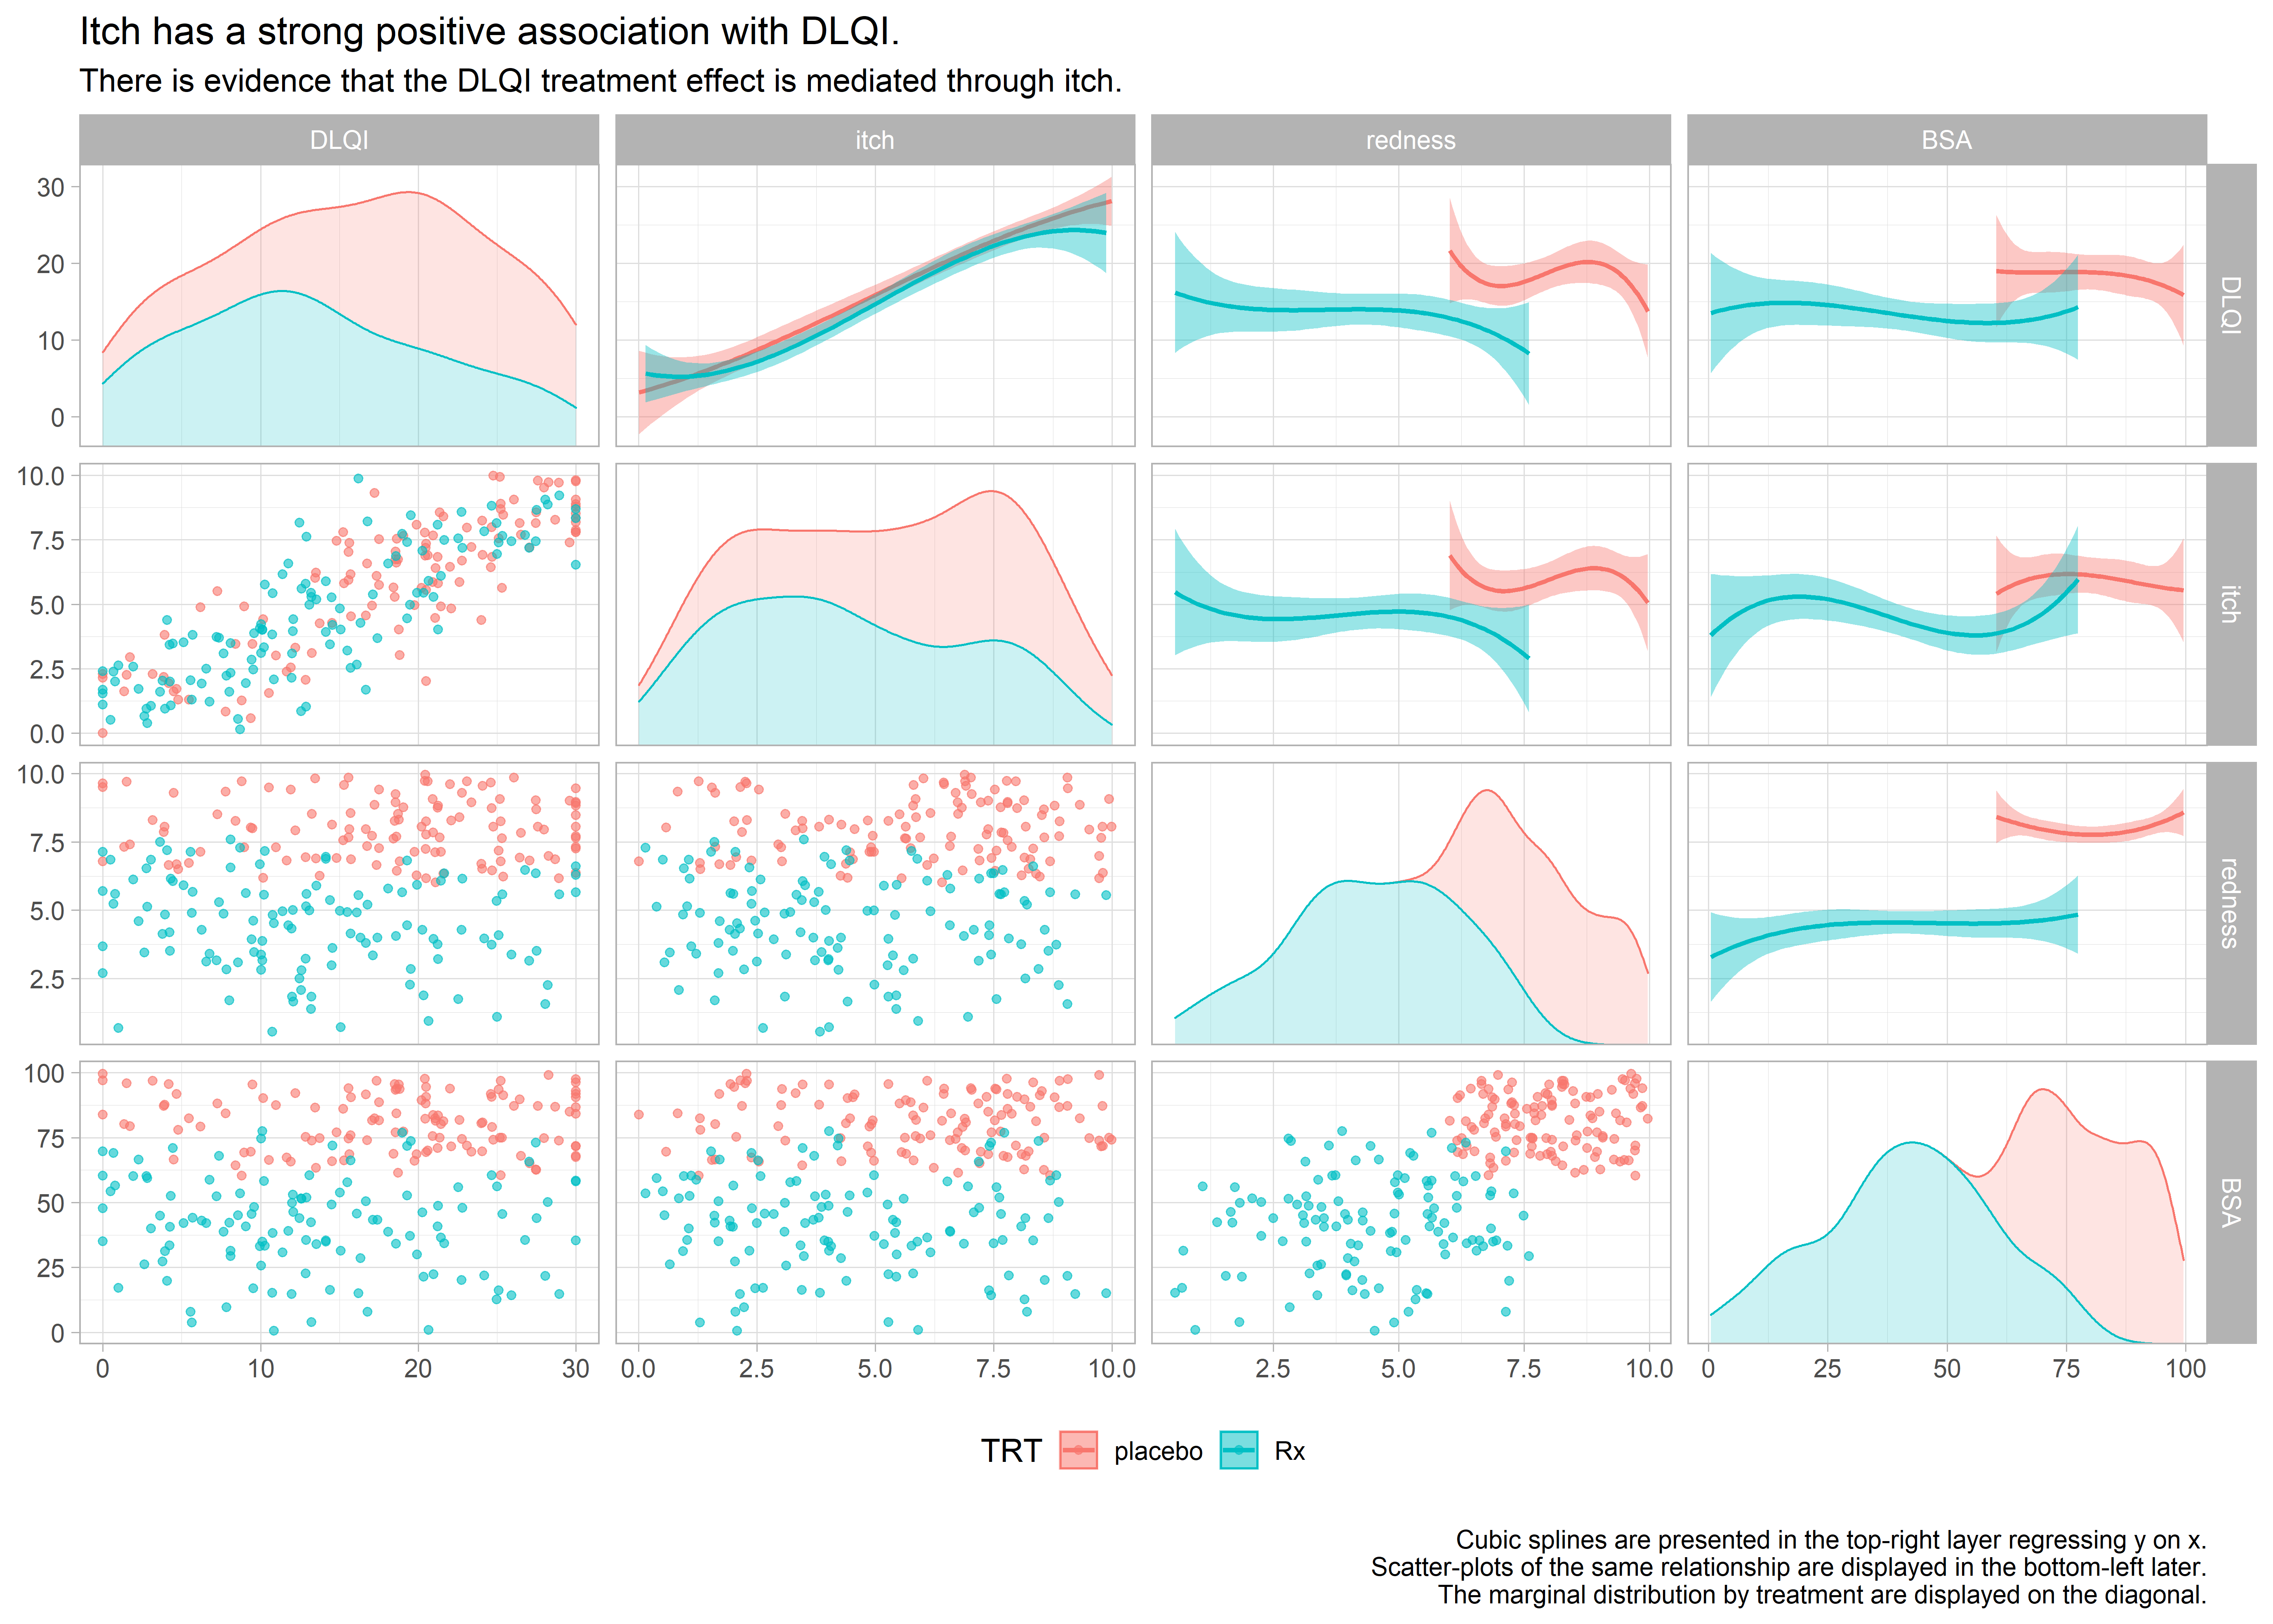 Itch has a strong positive association with DLQI.
There is evidence that the DLQI treatment effect is mediated through itch.
DLQI itch redness BSA
30
20
10
0
DLQI
10.0
7.5
5.0
2.5
0.0
itch
10.0
7.5
5.0
2.5
redness
100
75
50
25
0
BSA
0 10 20 30 0.0 2.5 5.0 7.5 10.0 2.5 5.0 7.5 10.0 0 25 50 75 100
TRT placebo Rx
Cubic splines are presented in the top-right layer regressing y on x.
Scatter-plots of the same relationship are displayed in the bottom-left later.
The marginal distribution by treatment are displayed on the diagonal.